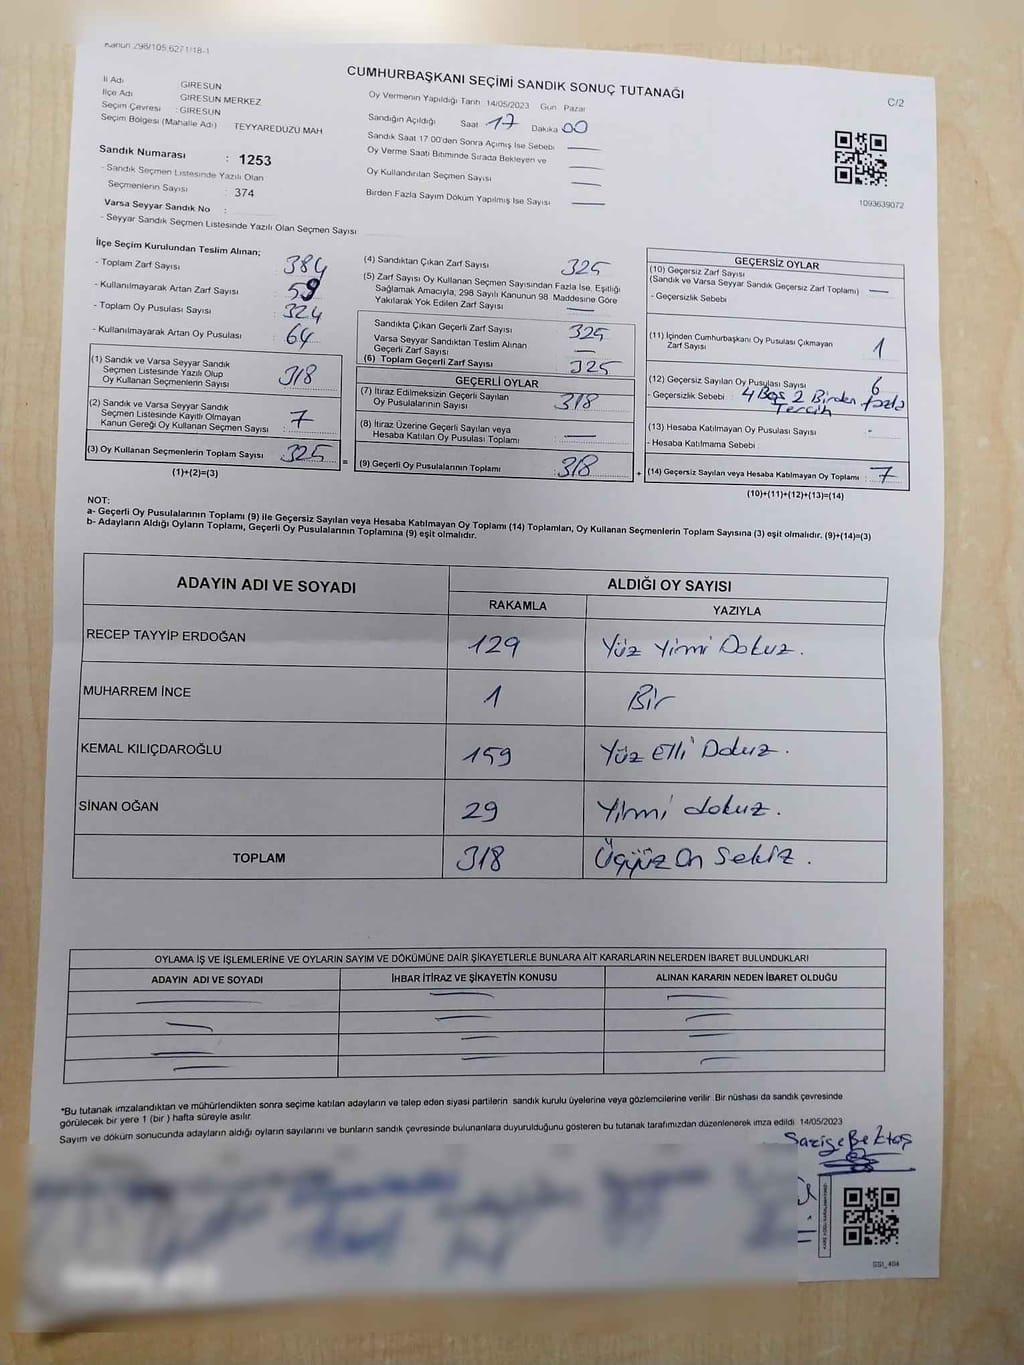 Kanun 298/105,6271/18-1
CUMHURBAŞKANI SEÇİMİ SANDIK SONUÇ TUTANAĞI
C/2
İl Adı : GİRESUN
İlçe Adı : GİRESUN MERKEZ
Seçim Çevresi : GİRESUN
Seçim Bölgesi (Mahalle Adı) : TEYYAREDÜZÜ MAH
Sandık Numarası : 1253
- Sandık Seçmen Listesinde Yazılı Olan
Seçmenlerin Sayısı : 374
Varsa Seyyar Sandık No :
- Seyyar Sandık Seçmen Listesinde Yazılı Olan Seçmen Sayısı :
Oy Vermenin Yapıldığı Tarih 14/05/2023 Gün Pazar
Sandığın Açıldığı Saat 17 Dakika 00
Sandık Saat 17.00'den Sonra Açımış İse Sebebi —
Oy Verme Saati Bitiminde Sırada Bekleyen ve —
Oy Kullandırılan Seçmen Sayısı —
Birden Fazla Sayım Döküm Yapılmış İse Sayısı —
1093639072
İlçe Seçim Kurulundan Teslim Alınan;
- Toplam Zarf Sayısı : 384
- Kullanılmayarak Artan Zarf Sayısı : 59
- Toplam Oy Pusulası Sayısı : 324
- Kullanılmayarak Artan Oy Pusulası : 64
(1) Sandık ve Varsa Seyyar Sandık
Seçmen Listesinde Yazılı Olup
Oy Kullanan Seçmenlerin Sayısı : 318
(2) Sandık ve Varsa Seyyar Sandık
Seçmen Listesinde Kayıtlı Olmayan
Kanun Gereği Oy Kullanan Seçmen Sayısı : 7
(3) Oy Kullanan Seçmenlerin Toplam Sayısı : 325
(1)+(2)=(3)
=
(4) Sandıktan Çıkan Zarf Sayısı 325
(5) Zarf Sayısı Oy Kullanan Seçmen Sayısından Fazla İse, Eşitliği
Sağlamak Amacıyla, 298 Sayılı Kanunun 98. Maddesine Göre
Yakılarak Yok Edilen Zarf Sayısı : —
Sandıkta Çıkan Geçerli Zarf Sayısı 325
Varsa Seyyar Sandıktan Teslim Alınan
Geçerli Zarf Sayısı : —
(6) Toplam Geçerli Zarf Sayısı : 325
GEÇERLİ OYLAR
(7) İtiraz Edilmeksizin Geçerli Sayılan
Oy Pusulalarının Sayısı : 318
(8) İtiraz Üzerine Geçerli Sayılan veya
Hesaba Katılan Oy Pusulası Toplamı : —
(9) Geçerli Oy Pusulalarının Toplamı : 318
+
GEÇERSİZ OYLAR
(10) Geçersiz Zarf Sayısı
(Sandık ve Varsa Seyyar Sandık Geçersiz Zarf Toplamı) : —
- Geçersizlik Sebebi :
(11) İçinden Cumhurbaşkanı Oy Pusulası Çıkmayan
Zarf Sayısı : 1
(12) Geçersiz Sayılan Oy Pusulası Sayısı : 6
- Geçersizlik Sebebi : 4 Boş 2 Birden fazla
Tercih
(13) Hesaba Katılmayan Oy Pusulası Sayısı : -
- Hesaba Katılmama Sebebi :
(14) Geçersiz Sayılan veya Hesaba Katılmayan Oy Toplamı : 7
(10)+(11)+(12)+(13)=(14)
NOT:
a- Geçerli Oy Pusulalarının Toplamı (9) ile Geçersiz Sayılan veya Hesaba Katılmayan Oy Toplamı (14) Toplamları, Oy Kullanan Seçmenlerin Toplam Sayısına (3) eşit olmalıdır. (9)+(14)=(3)
b- Adayların Aldığı Oyların Toplamı, Geçerli Oy Pusulalarının Toplamına (9) eşit olmalıdır.
ADAYIN ADI VE SOYADI
ALDIĞI OY SAYISI
RAKAMLA YAZIYLA
RECEP TAYYİP ERDOĞAN 129 Yüz Yirmi Dokuz.
MUHARREM İNCE 1 Bir
KEMAL KILIÇDAROĞLU 159 Yüz Elli Dokuz.
SİNAN OĞAN 29 Yirmi dokuz.
TOPLAM 318 Üçyüz On Sekiz.
OYLAMA İŞ VE İŞLEMLERİNE VE OYLARIN SAYIM VE DÖKÜMÜNE DAİR ŞİKAYETLERLE BUNLARA AİT KARARLARIN NELERDEN İBARET BULUNDUKLARI
ADAYIN ADI VE SOYADI İHBAR İTİRAZ VE ŞİKAYETİN KONUSU ALINAN KARARIN NEDEN İBARET OLDUĞU
*Bu tutanak imzalandıktan ve mühürlendikten sonra seçime katılan adayların ve talep eden siyasi partilerin sandık kurulu üyelerine veya gözlemcilerine verilir. Bir nüshası da sandık çevresinde
görülecek bir yere 1 (bir) hafta süreyle asılır.
Sayım ve döküm sonucunda adayların aldığı oyların sayılarını ve bunların sandık çevresinde bulunanlara duyurulduğunu gösteren bu tutanak tarafımızdan düzenlenerek imza edildi. 14/05/2023
Sazige Bektaş
SSI_404